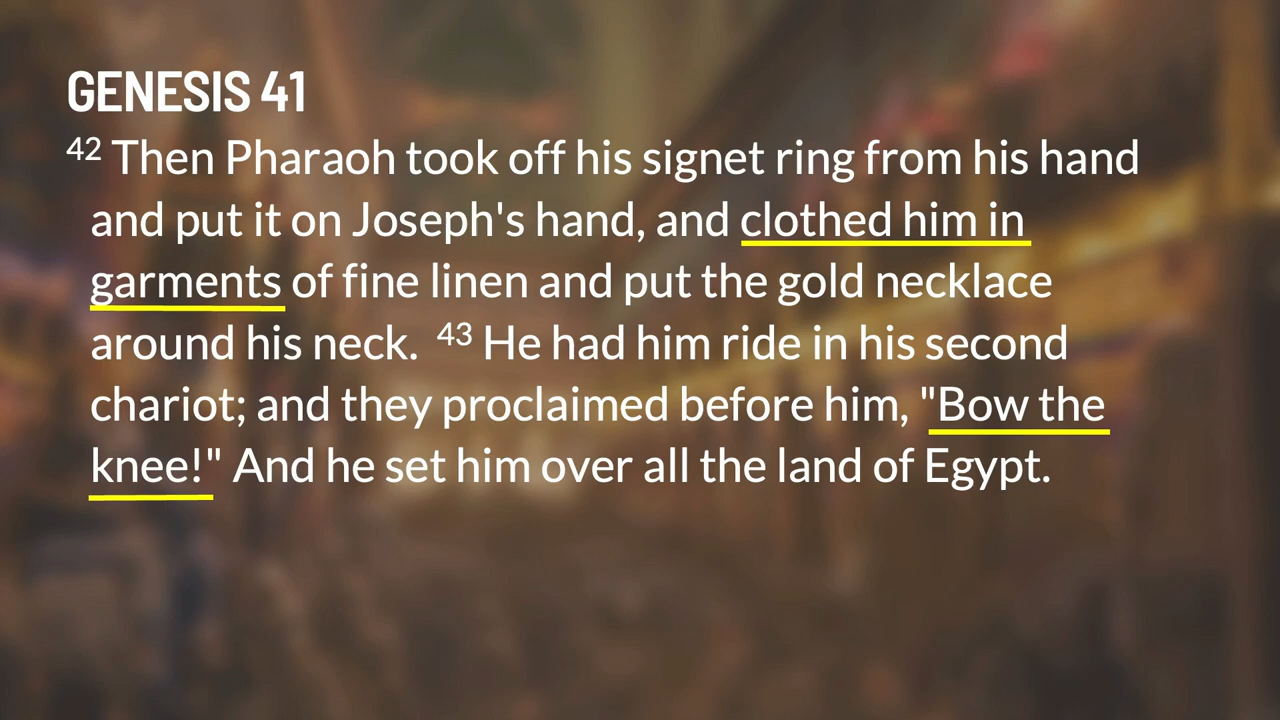 GENESIS 41
42 Then Pharaoh took off his signet ring from his hand
and put it on Joseph's hand, and clothed him in
garments of fine linen and put the gold necklace
around his neck. 43 He had him ride in his second
chariot; and they proclaimed before him, "Bow the
knee!" And he set him over all the land of Egypt.